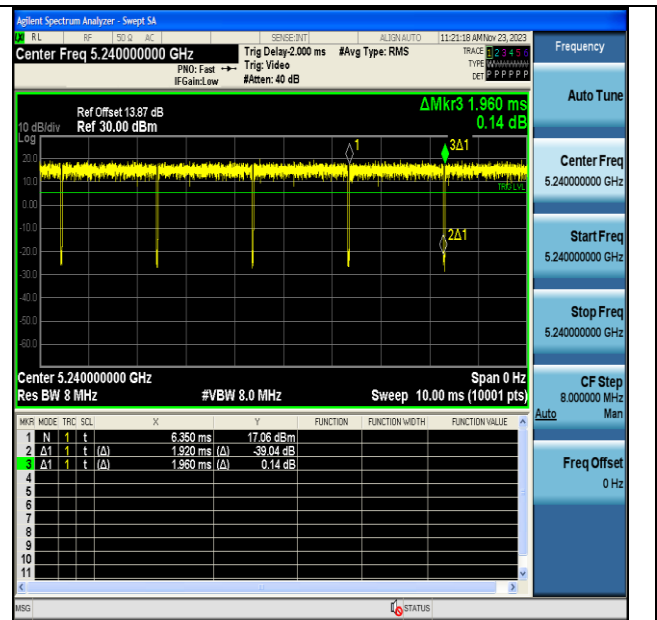 Agilent Spectrum Analyzer - Swept SA
LXI RL RF 50 Ω AC SENSE:INT ALIGN AUTO 11:21:18 AM Nov 23, 2023
Center Freq 5.240000000 GHz Trig Delay-2.000 ms #Avg Type: RMS TRACE 1 2 3 4 5 6
PNO: Fast Trig: Video TYPE WWWWWW
IFGain:Low #Atten: 40 dB DET P P P P P P
Frequency
Auto Tune
ΔMkr3 1.960 ms
0.14 dB
Ref Offset 13.87 dB
10 dB/div Ref 30.00 dBm
Log
1
3Δ1
20.0
10.0
TRIG LVL
0.00
-10.0
2Δ1
-20.0
-30.0
-40.0
-50.0
-60.0
Center 5.240000000 GHz Span 0 Hz
Res BW 8 MHz #VBW 8.0 MHz Sweep 10.00 ms (10001 pts)
MKR MODE TRC SCL X Y FUNCTION FUNCTION WIDTH FUNCTION VALUE
1 N 1 t 6.350 ms 17.06 dBm
2 Δ1 1 t (Δ) 1.920 ms (Δ) -39.04 dB
3 Δ1 1 t (Δ) 1.960 ms (Δ) 0.14 dB
4
5
6
7
8
9
10
11
Center Freq
5.240000000 GHz
Start Freq
5.240000000 GHz
Stop Freq
5.240000000 GHz
CF Step
8.000000 MHz
Auto Man
Freq Offset
0 Hz
MSG STATUS